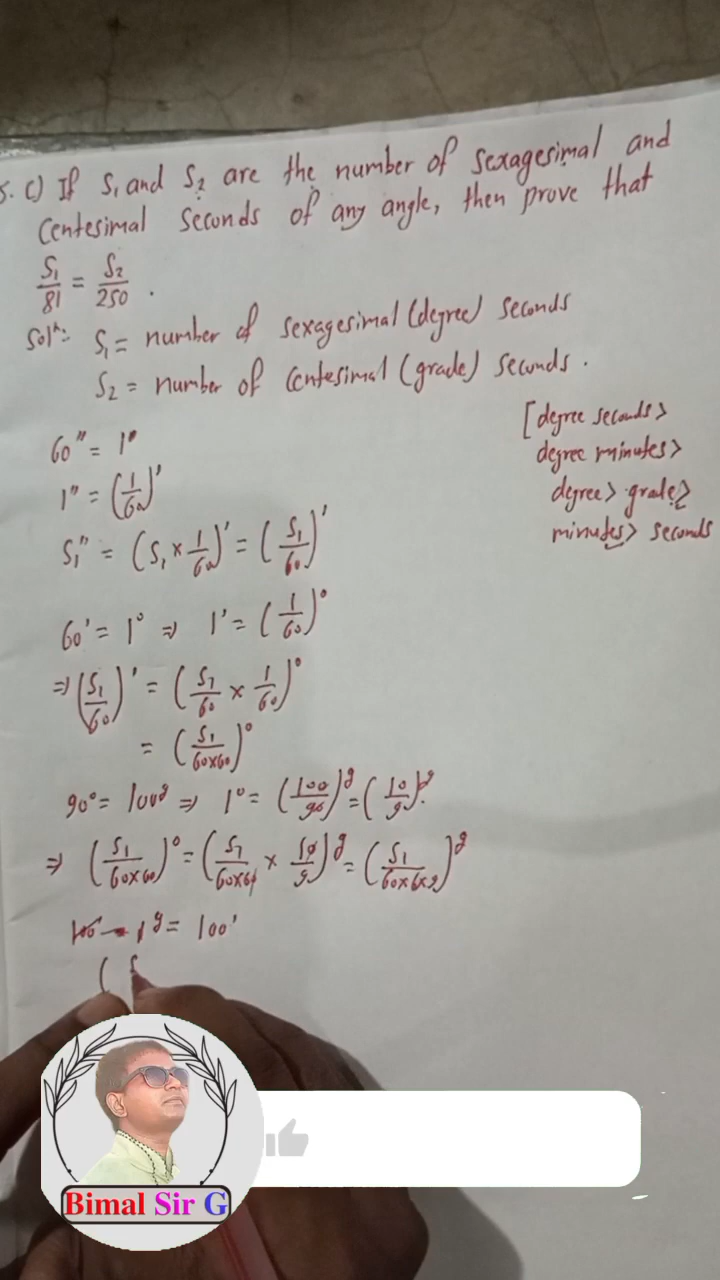 5. c) If S₁ and S₂ are the number of sexagesimal and
Centesimal Seconds of any angle, then prove that
S₁/81 = S₂/250 .
Solⁿ: S₁ = number of sexagesimal (degree) seconds
S₂ = number of Centesimal (grade) seconds .
[degree seconds>
degree minutes>
degree> grade>
minutes> seconds
60" = 1'
1" = (1/60)'
S₁" = (S₁ × 1/60)' = (S₁/60)'
60' = 1° ⇒ 1' = (1/60)°
⇒ (S₁/60)' = (S₁/60 × 1/60)°
= (S₁/60×60)°
90° = 100ᵍ ⇒ 1° = (100/90)ᵍ = (10/9)ᵍ.
⇒ (S₁/60×60)° = (S₁/60×60 × 10/9)ᵍ = (S₁/60×6×9)ᵍ
1ᵍ = 100'
( S
Bimal Sir G